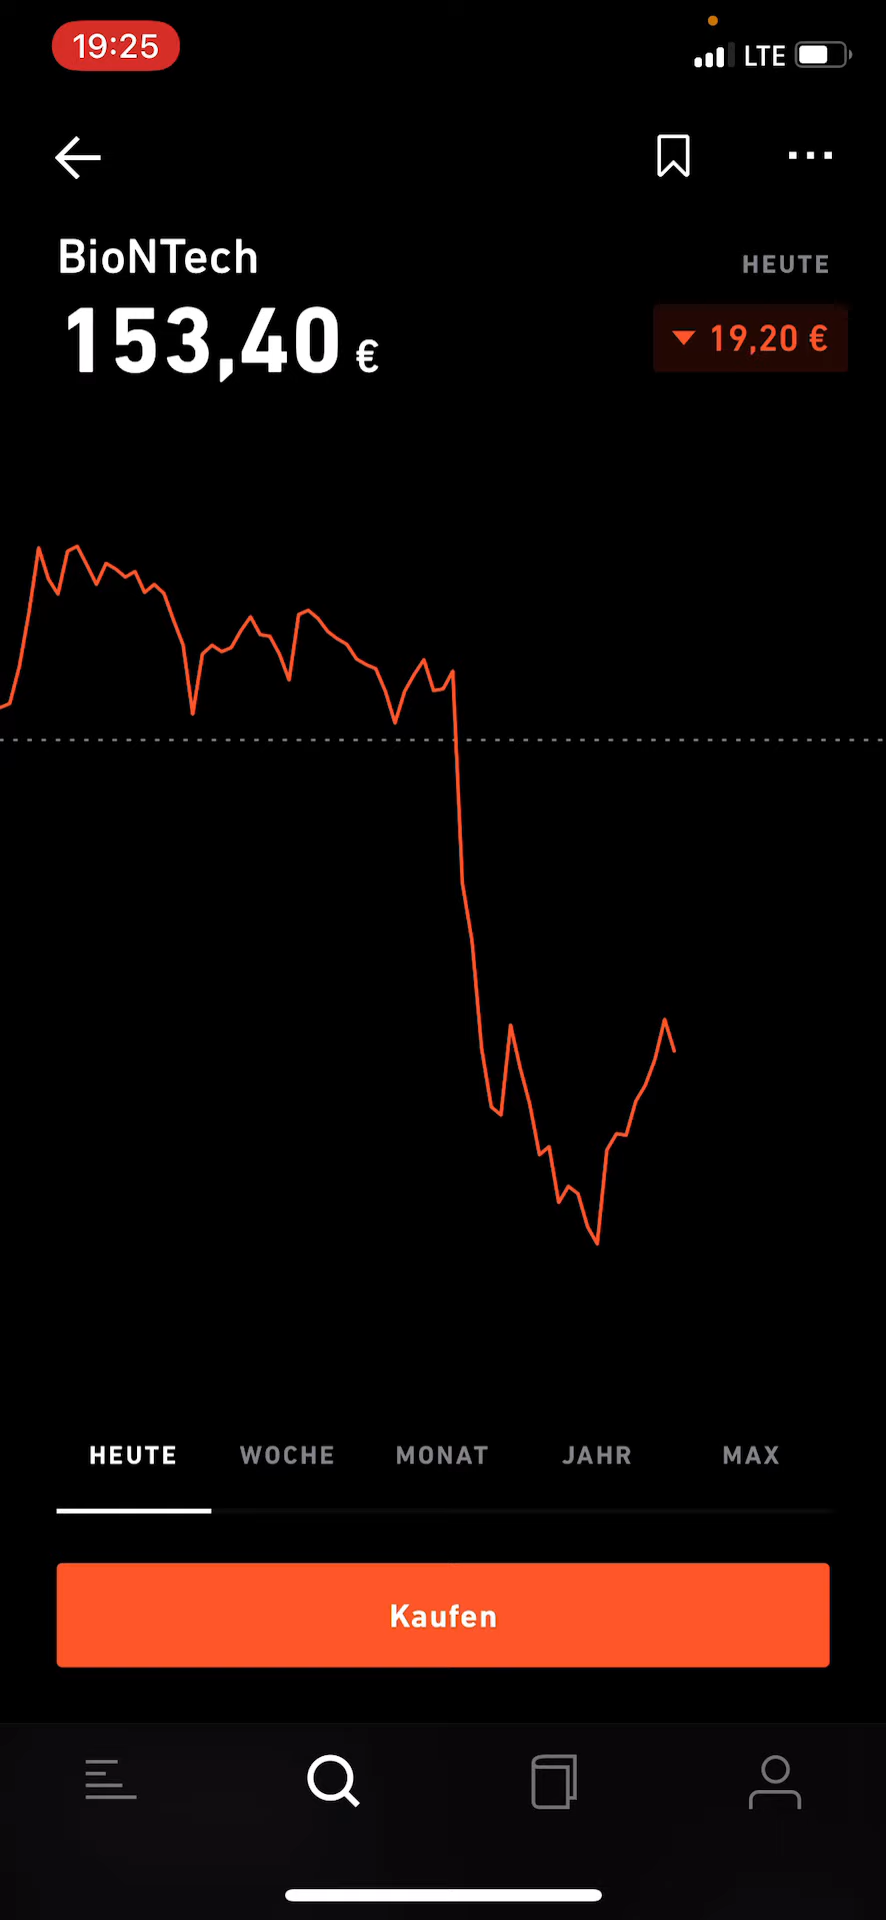 19:25
LTE
BioNTech
HEUTE
153,40 €
19,20 €
HEUTE
WOCHE
MONAT
JAHR
MAX
Kaufen